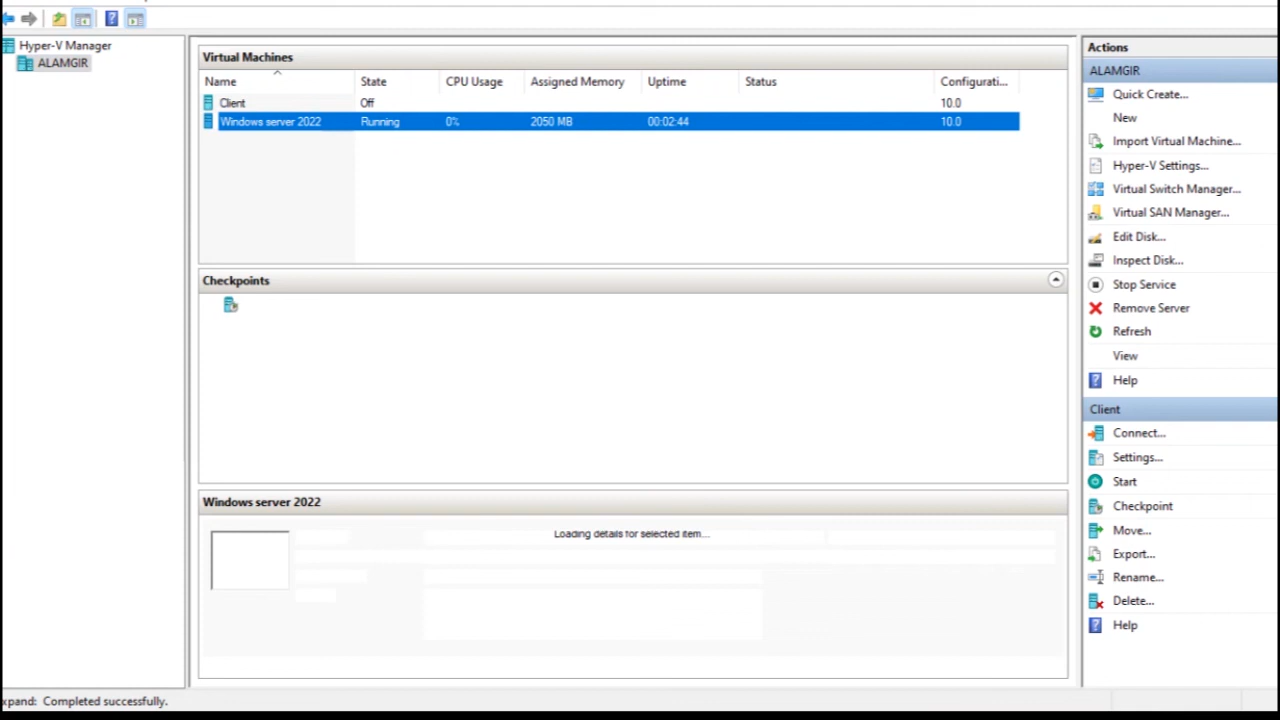 Hyper-V Manager
ALAMGIR
Virtual Machines
Name State CPU Usage Assigned Memory Uptime Status Configurati...
Client Off 10.0
Windows server 2022 Running 0% 2050 MB 00:02:44 10.0
Checkpoints
Windows server 2022
Loading details for selected item...
Actions
ALAMGIR
Quick Create...
New
Import Virtual Machine...
Hyper-V Settings...
Virtual Switch Manager...
Virtual SAN Manager...
Edit Disk...
Inspect Disk...
Stop Service
Remove Server
Refresh
View
Help
Client
Connect...
Settings...
Start
Checkpoint
Move...
Export...
Rename...
Delete...
Help
xpand: Completed successfully.